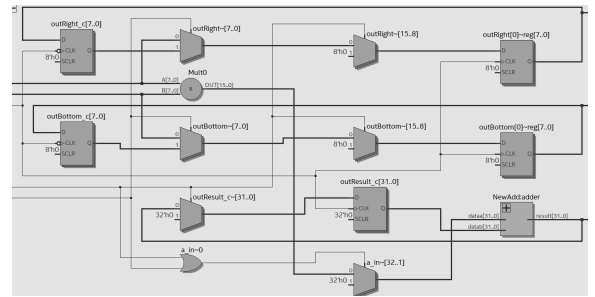 outRight_c[7..0]
D
CLK
8'h0
SCLR
outRight~[7..0]
0
1
outRight~[15..8]
0
8'h0 1
outRight[0]~reg[7..0]
D
CLK
Q
8'h0
SCLR
Q
Mult0
A[7..0]
B[7..0]
x
OUT[15..0]
outBottom_c[7..0]
D
CLK
Q
8'h0
SCLR
outBottom~[7..0]
0
1
outBottom~[15..8]
0
8'h0 1
outBottom[0]~reg[7..0]
D
CLK
Q
8'h0
SCLR
outResult_c~[31..0]
0
32'h0 1
outResult_c[31..0]
D
CLK
Q
32'h0
SCLR
NewAdd:adder
dataa[31..0]
datab[31..0]
result[31..0]
a_in~0
a_in~[32..1]
0
32'h0 1